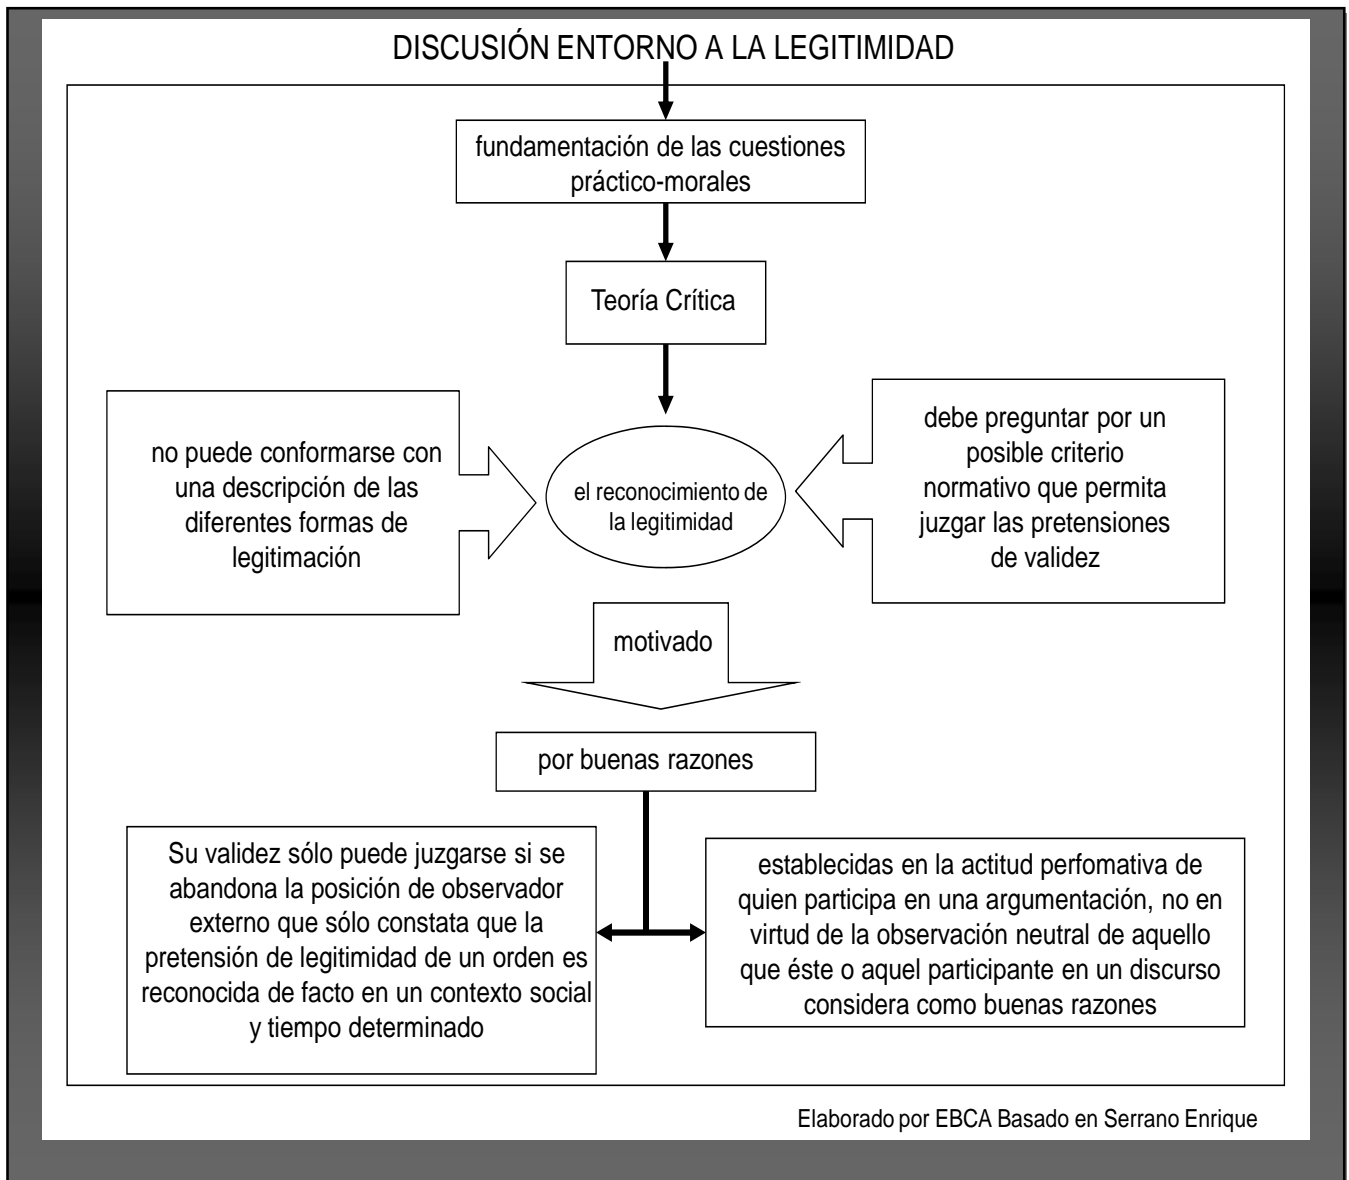 DISCUSIÓN ENTORNO A LA LEGITIMIDAD
fundamentación de las cuestiones
práctico-morales
Teoría Crítica
no puede conformarse con
una descripción de las
diferentes formas de
legitimación
el reconocimiento de
la legitimidad
debe preguntar por un
posible criterio
normativo que permita
juzgar las pretensiones
de validez
motivado
por buenas razones
Su validez sólo puede juzgarse si se
abandona la posición de observador
externo que sólo constata que la
pretensión de legitimidad de un orden es
reconocida de facto en un contexto social
y tiempo determinado
establecidas en la actitud perfomativa de
quien participa en una argumentación, no en
virtud de la observación neutral de aquello
que éste o aquel participante en un discurso
considera como buenas razones
Elaborado por EBCA Basado en Serrano Enrique